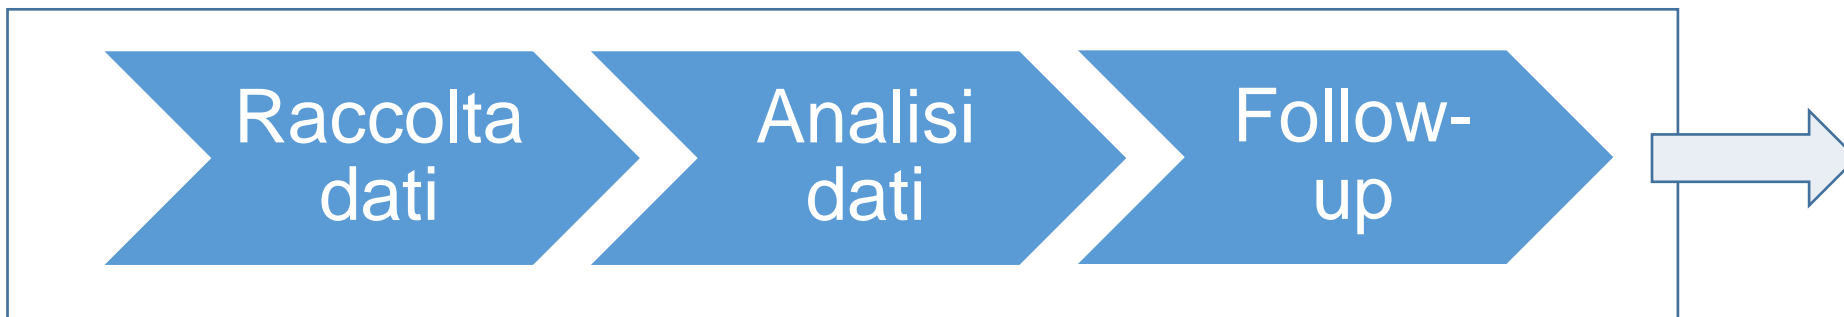 Raccolta
dati
Analisi
dati
Follow-
up